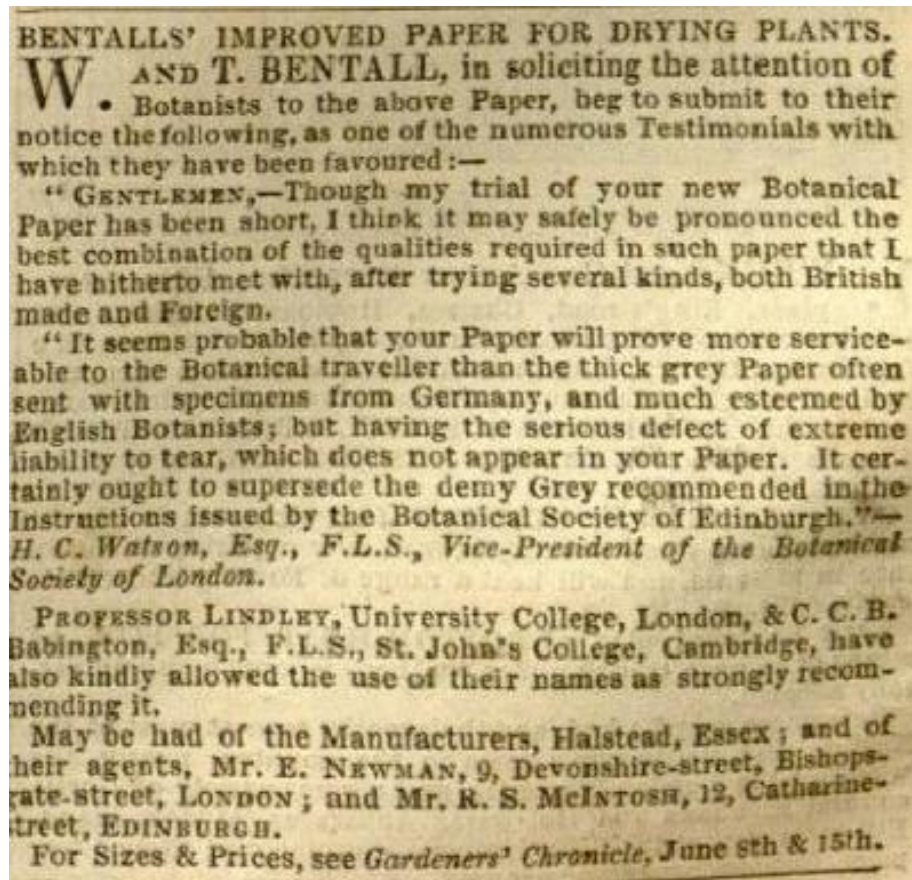 BENTALLS' IMPROVED PAPER FOR DRYING PLANTS.
W. AND T. BENTALL, in soliciting the attention of
Botanists to the above Paper, beg to submit to their
notice the following, as one of the numerous Testimonials with
which they have been favoured :—
" GENTLEMEN,—Though my trial of your new Botanical
Paper has been short, I think it may safely be pronounced the
best combination of the qualities required in such paper that I
have hitherto met with, after trying several kinds, both British
made and Foreign.
" It seems probable that your Paper will prove more service-
able to the Botanical traveller than the thick grey Paper often
sent with specimens from Germany, and much esteemed by
English Botanists; but having the serious defect of extreme
liability to tear, which does not appear in your Paper. It cer-
tainly ought to supersede the demy Grey recommended in the
Instructions issued by the Botanical Society of Edinburgh."—
H. C. Watson, Esq., F.L.S., Vice-President of the Botanical
Society of London.
PROFESSOR LINDLEY, University College, London, & C. C. B.
Babington, Esq., F.L.S., St. John's College, Cambridge, have
also kindly allowed the use of their names as strongly recom-
mending it.
May be had of the Manufacturers, Halstead, Essex; and of
their agents, Mr. E. NEWMAN, 9, Devonshire-street, Bishops-
gate-street, LONDON; and Mr. R. S. MCINTOSH, 12, Catharine-
street, EDINBURGH.
For Sizes & Prices, see Gardeners' Chronicle, June 8th & 15th.